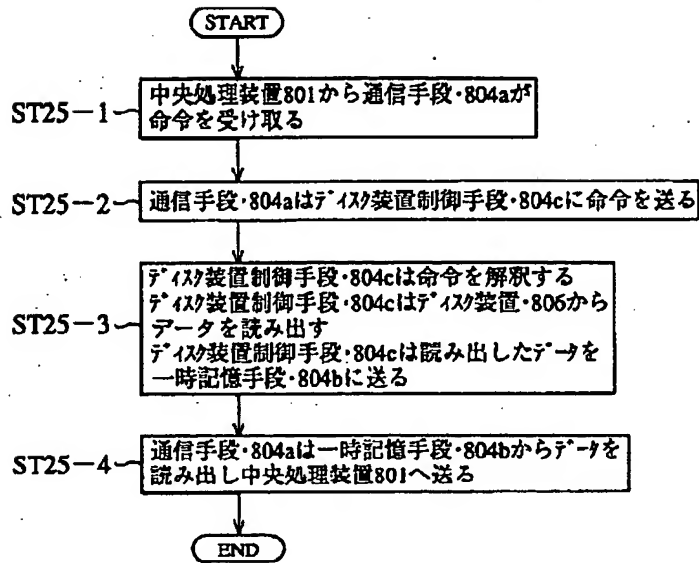 START
ST25-1
中央処理装置801から通信手段・804aが
命令を受け取る
ST25-2
通信手段・804aはディスク装置制御手段・804cに命令を送る
ST25-3
ディスク装置制御手段・804cは命令を解釈する
ディスク装置制御手段・804cはディスク装置・806から
データを読み出す
ディスク装置制御手段・804cは読み出したデータを
一時記憶手段・804bに送る
ST25-4
通信手段・804aは一時記憶手段・804bからデータを
読み出し中央処理装置801へ送る
END